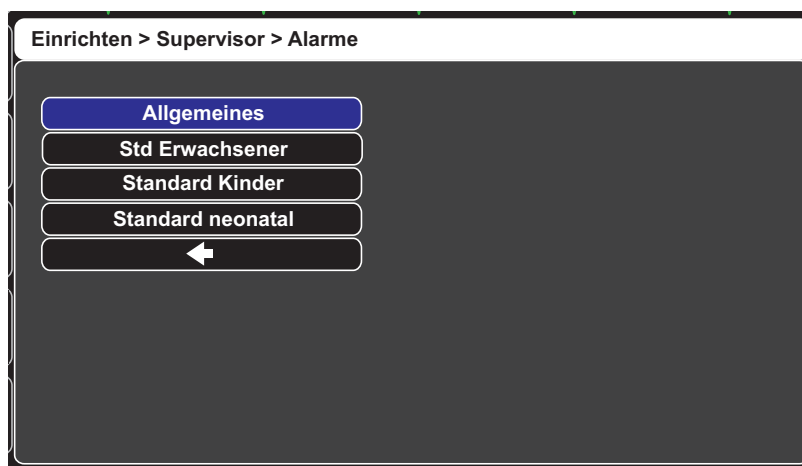 Einrichten > Supervisor > Alarme
Allgemeines
Std Erwachsener
Standard Kinder
Standard neonatal